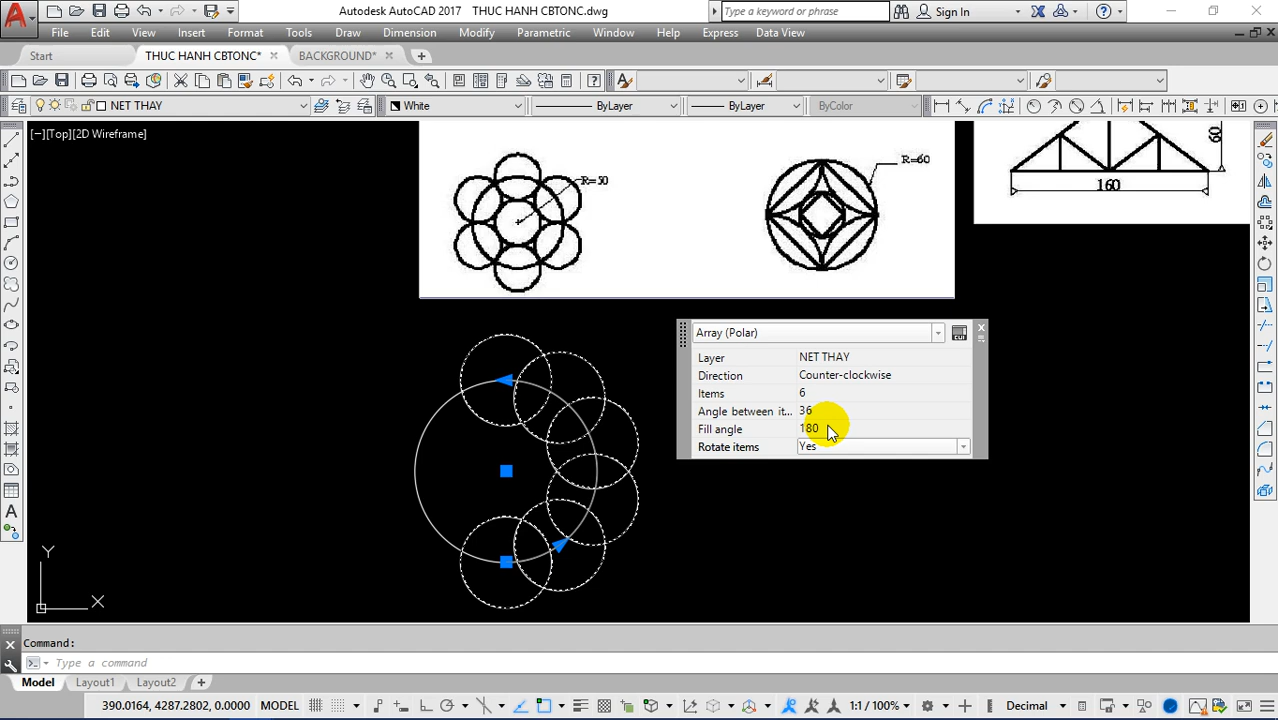 Autodesk AutoCAD 2017 THUC HANH CBTONC.dwg
Type a keyword or phrase
Sign In
File Edit View Insert Format Tools Draw Dimension Modify Parametric Window Help Express Data View
Start
THUC HANH CBTONC*
BACKGROUND*
NET THAY
White
ByLayer
ByLayer
ByColor
[−][Top][2D Wireframe]
R=50
R=60
60
160
Array (Polar)
Layer NET THAY
Direction Counter-clockwise
Items 6
Angle between it... 36
Fill angle 180
Rotate items Yes
Y
X
Command:
Type a command
Model Layout1 Layout2
390.0164, 4287.2802, 0.0000 MODEL 1:1 / 100% Decimal